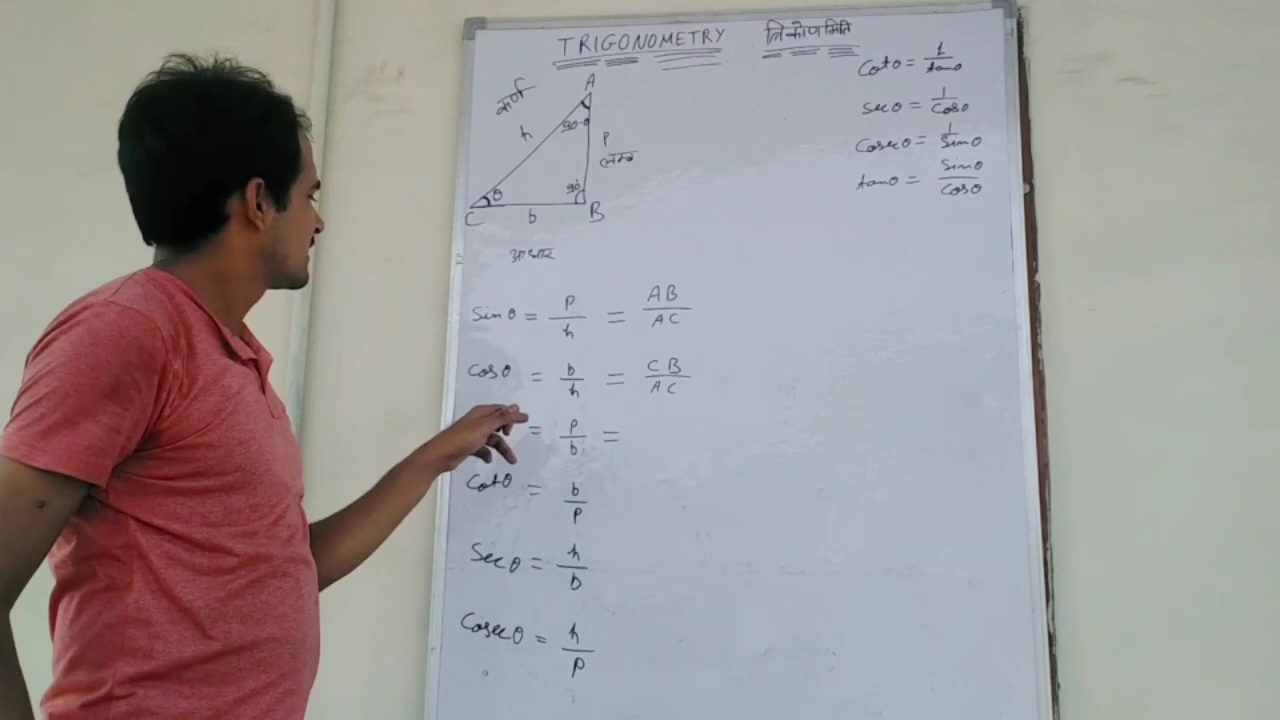 TRIGONOMETRY त्रिकोणमिति
cotθ = 1/tanθ
secθ = 1/cosθ
cosecθ = 1/sinθ
tanθ = sinθ/cosθ
A
कर्ण
h
90-θ
P
लम्ब
θ
90°
C
b
B
आधार
Sinθ = P/h = AB/AC
Cosθ = b/h = CB/AC
= P/b =
Cotθ = b/P
Secθ = h/b
Cosecθ = h/P